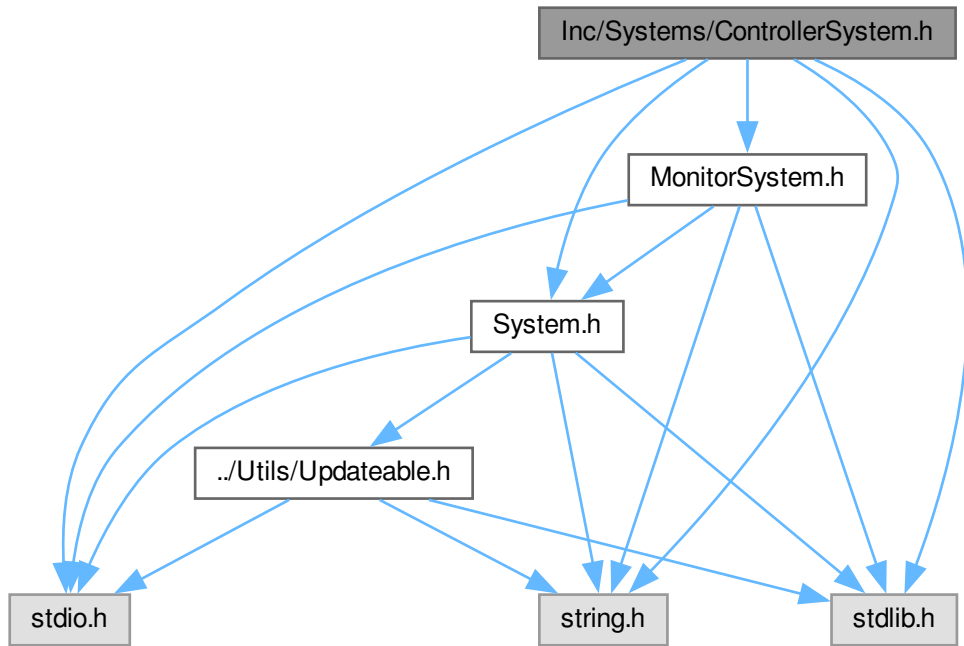 Inc/Systems/ControllerSystem.h
MonitorSystem.h
System.h
../Utils/Updateable.h
stdio.h
string.h
stdlib.h